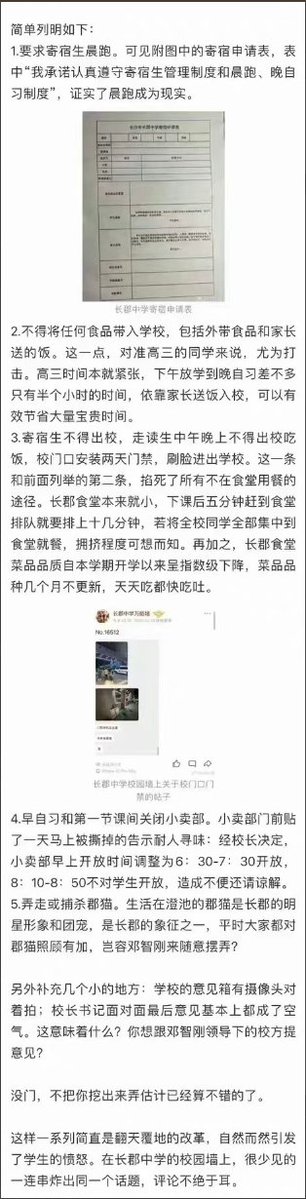 简单列明如下：
1.要求寄宿生晨跑。可见附图中的寄宿申请表，表
中“我承诺认真遵守寄宿生管理制度和晨跑、晚自
习制度”，证实了晨跑成为现实。
长沙市长郡中学寄宿申请表
长郡中学寄宿申请表
2.不得将任何食品带入学校，包括外带食品和家长
送的饭。这一点，对准高三的同学来说，尤为打
击。高三时间本就紧张，下午放学到晚自习差不多
只有半个小时的时间，依靠家长送饭入校，可以有
效节省大量宝贵时间。
3.寄宿生不得出校，走读生中午晚上不得出校吃
饭，校门口安装两天门禁，刷脸进出学校。这一条
和前面列举的第二条，掐死了所有不在食堂用餐的
途径。长郡食堂本来就小，下课后五分钟赶到食堂
排队就要排上十几分钟，若将全校同学全部集中到
食堂就餐，拥挤程度可想而知。再加之，长郡食堂
菜品品质自本学期开学以来呈指数级下降，菜品品
种几个月不更新，天天吃都快吃吐。
长郡中学万能墙
No.16512
长郡中学校园墙上关于校门口门
禁的帖子
4.早自习和第一节课间关闭小卖部。小卖部门前贴
了一天马上被撕掉的告示耐人寻味：经校长决定，
小卖部早上开放时间调整为6：30-7：30开放，
8：10-8：50不对学生开放，造成不便还请谅解。
5.弄走或捕杀郡猫。生活在澄池的郡猫是长郡的明
星形象和团宠，是长郡的象征之一，平时大家都对
郡猫照顾有加，岂容邓智刚来随意摆弄？
另外补充几个小的地方：学校的意见箱有摄像头对
着拍；校长书记面对面最后意见基本上都成了空
气。这意味着什么？你想跟邓智刚领导下的校方提
意见？
没门，不把你挖出来弄估计已经算不错的了。
这样一系列简直是翻天覆地的改革，自然而然引发
了学生的愤怒。在长郡中学的校园墙上，很少见的
一连串炸出同一个话题，评论不绝于耳。